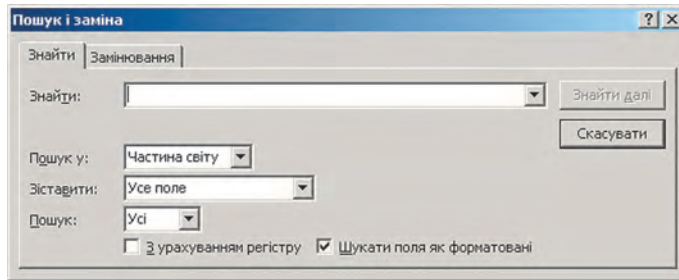 Пошук і заміна
Знайти Замінювання
Знайти: Знайти далі
Скасувати
Пошук у: Частина світу
Зіставити: Усе поле
Пошук: Усі
З урахуванням регістру Шукати поля як форматовані